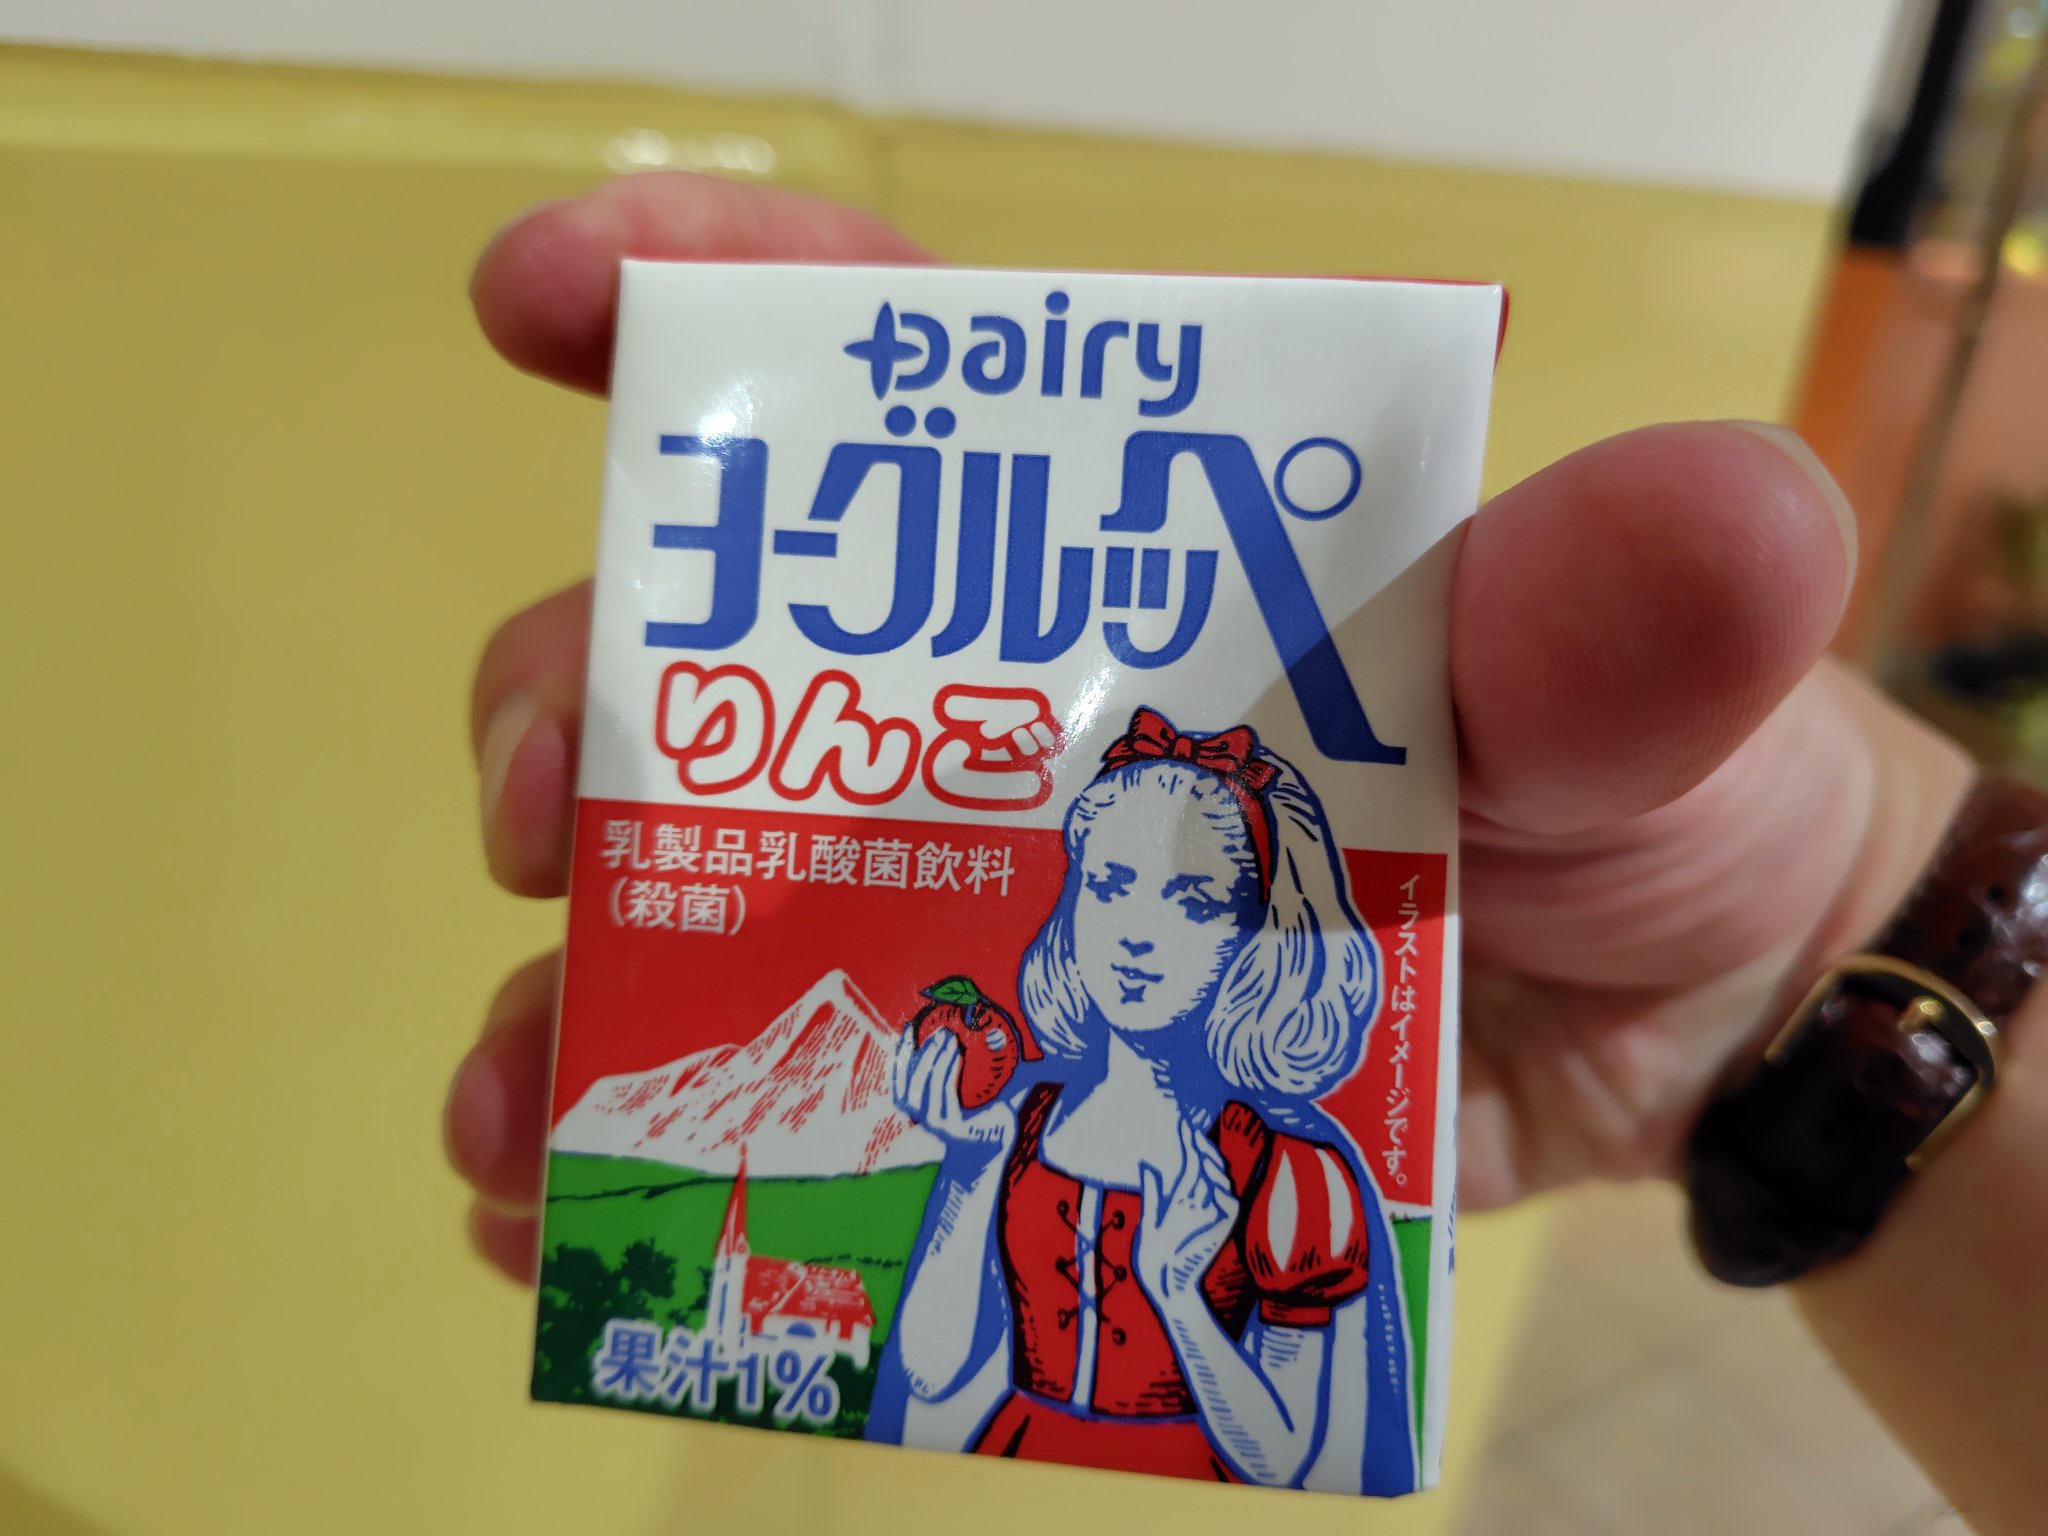 Dairy
ヨーグルッペ
りんご
乳製品乳酸菌飲料
(殺菌)
イラストはイメージです。
果汁1%